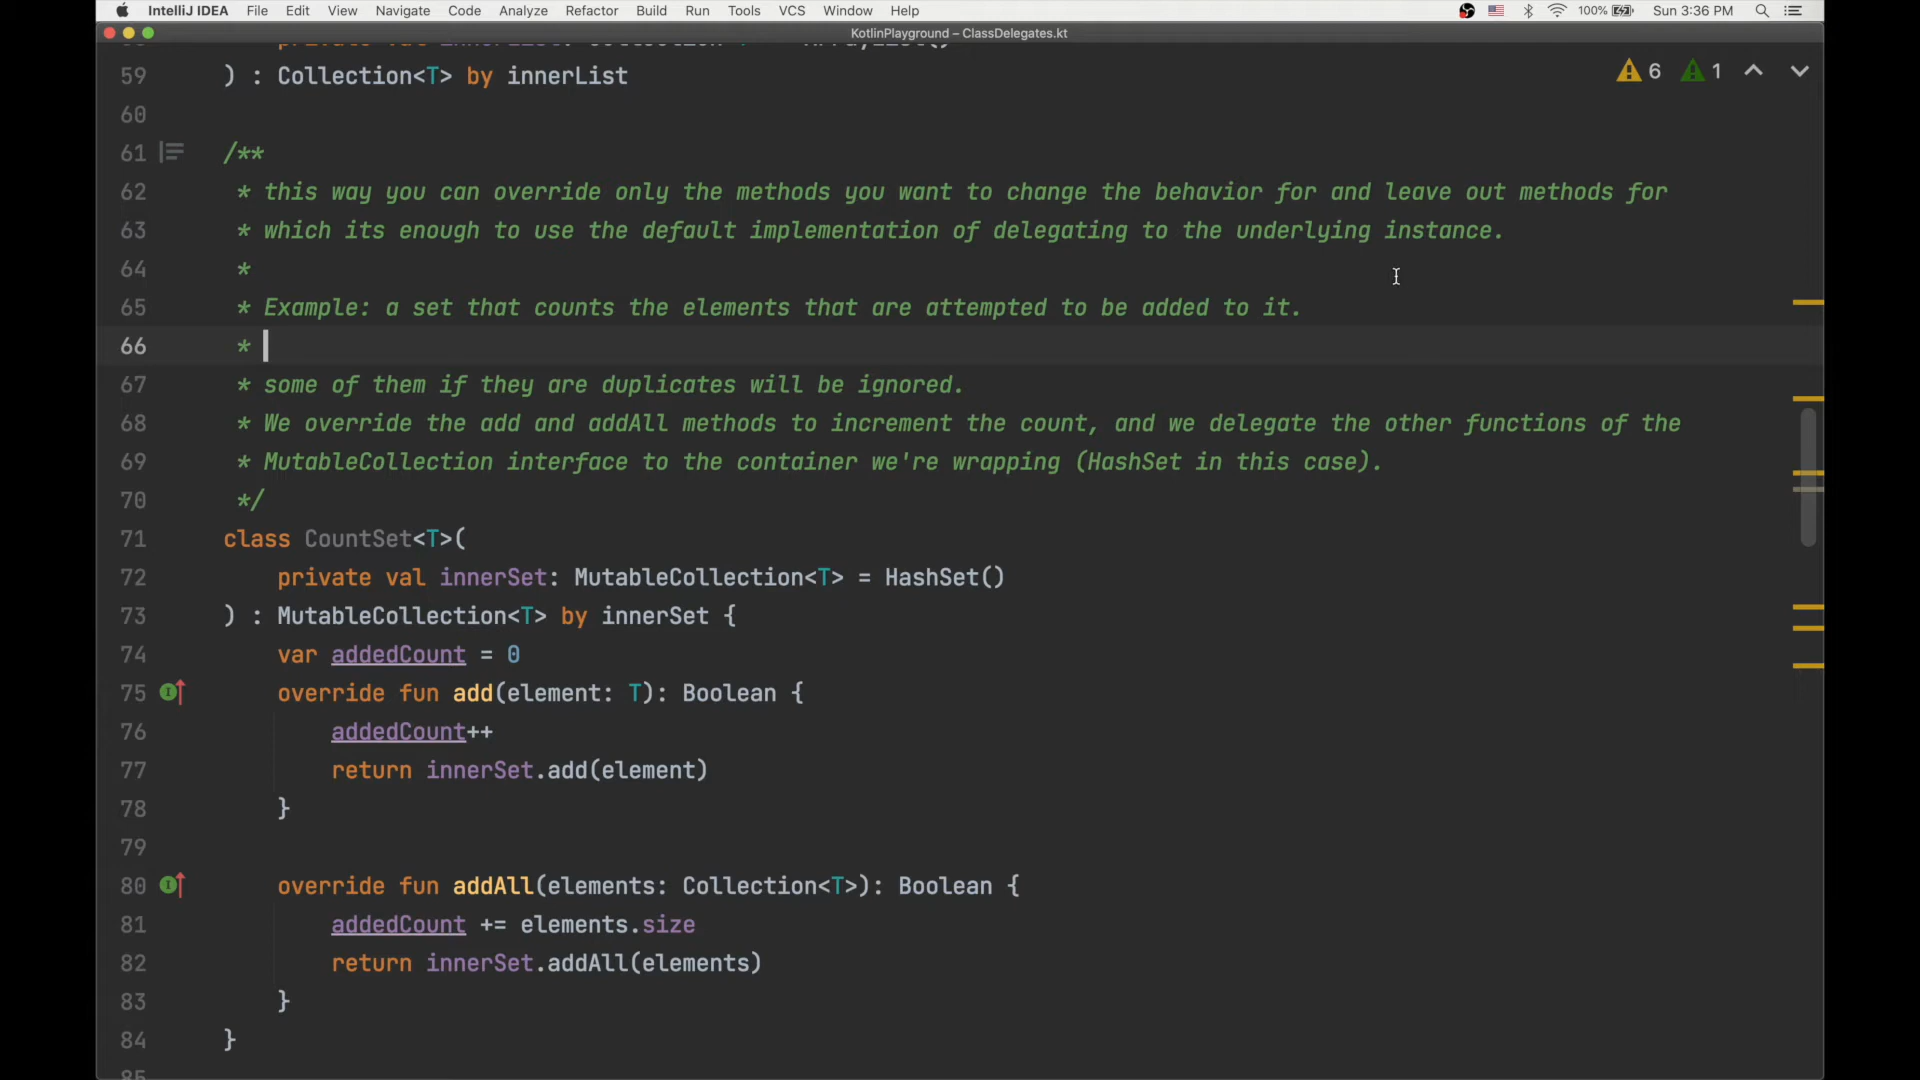 IntelliJ IDEA File Edit View Navigate Code Analyze Refactor Build Run Tools VCS Window Help 100% Sun 3:36 PM
KotlinPlayground – ClassDelegates.kt
59 ) : Collection<T> by innerList
6 1
60
61 /**
62 * this way you can override only the methods you want to change the behavior for and leave out methods for
63 * which its enough to use the default implementation of delegating to the underlying instance.
64 *
65 * Example: a set that counts the elements that are attempted to be added to it.
66 *
67 * some of them if they are duplicates will be ignored.
68 * We override the add and addAll methods to increment the count, and we delegate the other functions of the
69 * MutableCollection interface to the container we're wrapping (HashSet in this case).
70 */
71 class CountSet<T>(
72 private val innerSet: MutableCollection<T> = HashSet()
73 ) : MutableCollection<T> by innerSet {
74 var addedCount = 0
75 override fun add(element: T): Boolean {
76 addedCount++
77 return innerSet.add(element)
78 }
79
80 override fun addAll(elements: Collection<T>): Boolean {
81 addedCount += elements.size
82 return innerSet.addAll(elements)
83 }
84 }
85